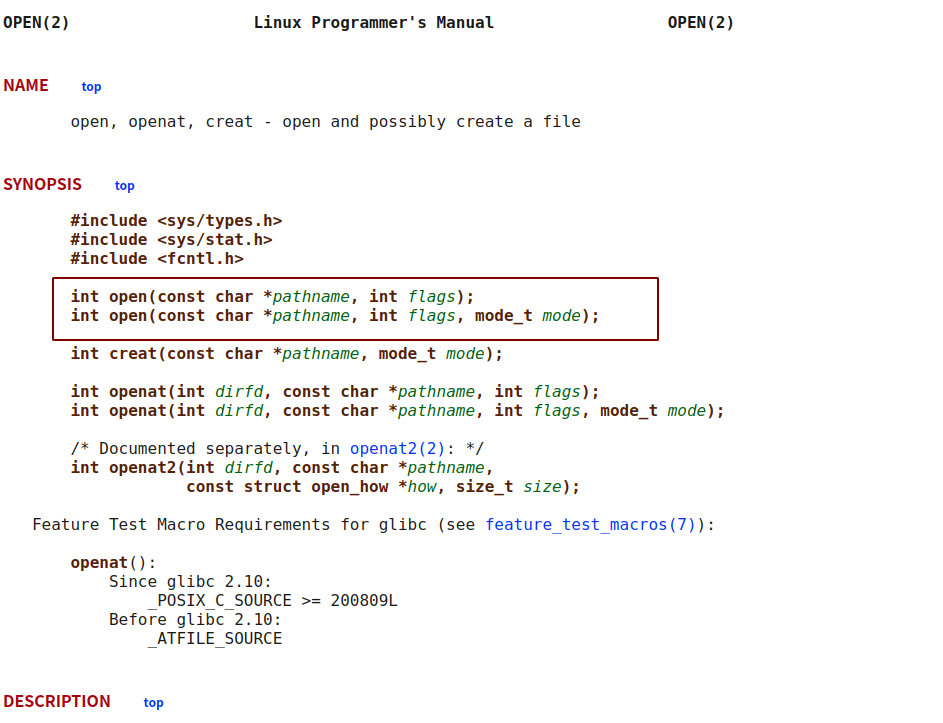 OPEN(2) Linux Programmer's Manual OPEN(2)
NAME top
open, openat, creat - open and possibly create a file
SYNOPSIS top
#include <sys/types.h>
#include <sys/stat.h>
#include <fcntl.h>
int open(const char *pathname, int flags);
int open(const char *pathname, int flags, mode_t mode);
int creat(const char *pathname, mode_t mode);
int openat(int dirfd, const char *pathname, int flags);
int openat(int dirfd, const char *pathname, int flags, mode_t mode);
/* Documented separately, in openat2(2): */
int openat2(int dirfd, const char *pathname,
const struct open_how *how, size_t size);
Feature Test Macro Requirements for glibc (see feature_test_macros(7)):
openat():
Since glibc 2.10:
_POSIX_C_SOURCE >= 200809L
Before glibc 2.10:
_ATFILE_SOURCE
DESCRIPTION top